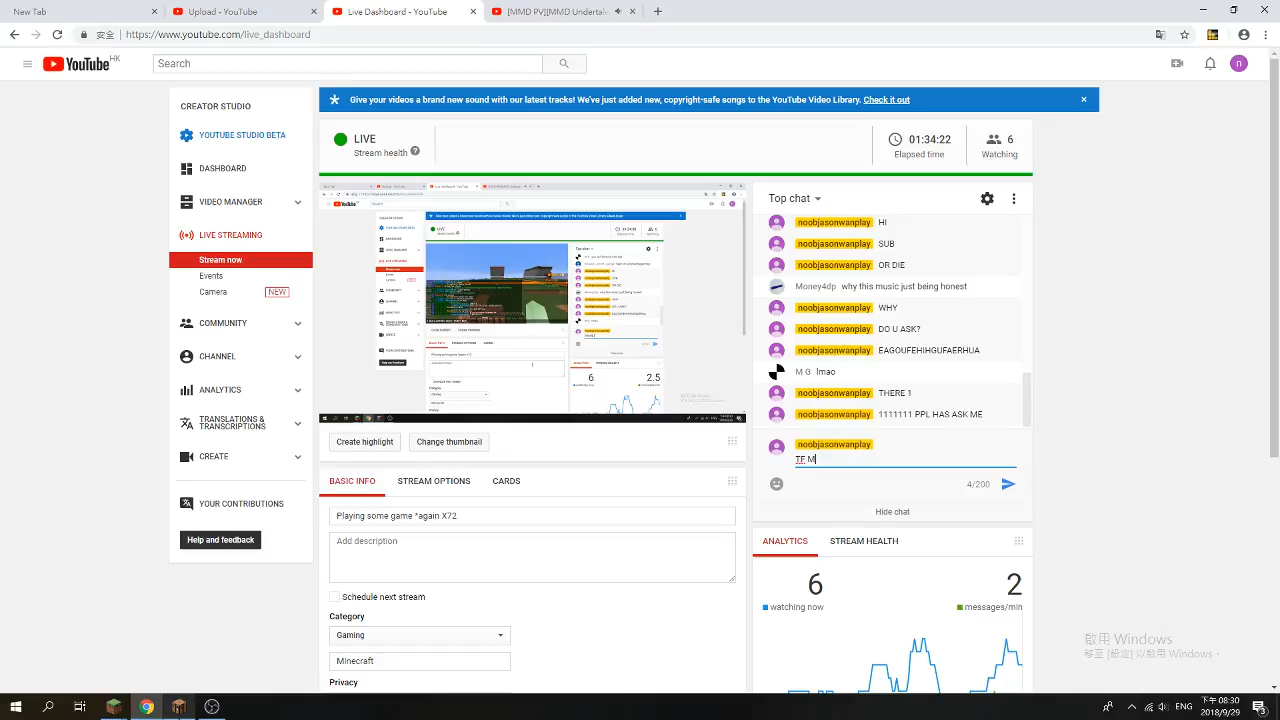 New Tab
Upload - YouTube
Live Dashboard - YouTube
[MMD PV][MMD Undertal
安全
https://www.youtube.com/live_dashboard
YouTube HK
Search
n
CREATOR STUDIO
YOUTUBE STUDIO BETA
DASHBOARD
VIDEO MANAGER
LIVE STREAMING
Stream now
Events
NEW
COMMUNITY
CHANNEL
ANALYTICS
TRANSLATIONS &
TRANSCRIPTIONS
CREATE
YOUR CONTRIBUTIONS
Help and feedback
Give your videos a brand new sound with our latest tracks! We've just added new, copyright-safe songs to the YouTube Video Library. Check it out
LIVE
Stream health
01:34:22
Elapsed time
6
Watching
Create highlight
Change thumbnail
BASIC INFO
STREAM OPTIONS
CARDS
Playing some game *again X72
Add description
Schedule next stream
Category
Gaming
Minecraft
Privacy
Top chat
noobjasonwanplay HI
noobjasonwanplay SUB
noobjasonwanplay
Money4dp why this map just being honest
noobjasonwanplay
noobjasonwanplay D A U ASK?
noobjasonwanplay
M G lmao
noobjasonwanplay THERE 1
noobjasonwanplay 1111111 PPL HAS ASK ME
noobjasonwanplay
TF M
4/200
Hide chat
ANALYTICS
STREAM HEALTH
6
watching now
2
messages/min
啟用 Windows
移至 [設定] 以啟用 Windows。
ENG
下午 08:30
2018/9/29